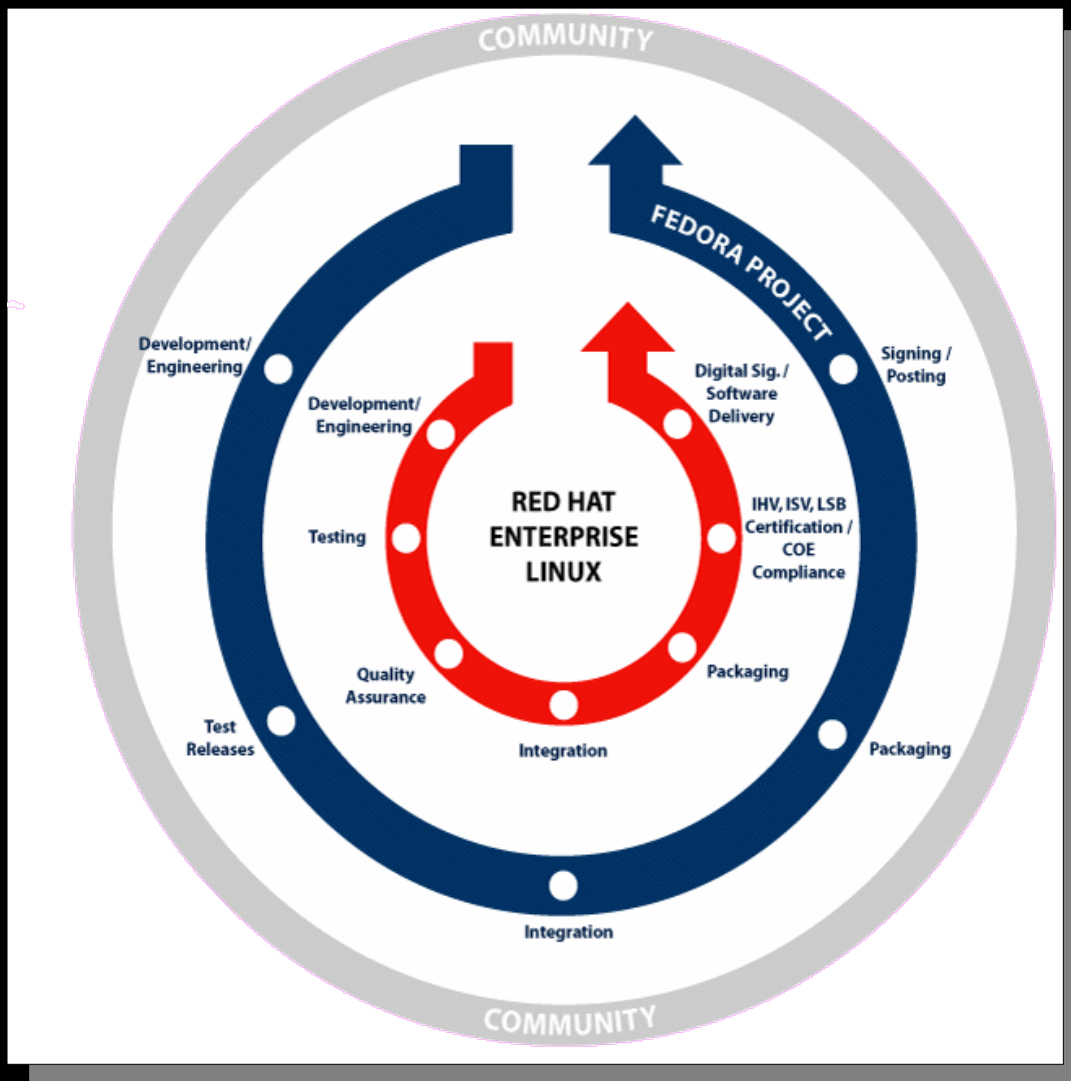 COMMUNITY
FEDORA PROJECT
Development/
Engineering
Signing /
Posting
Development/
Engineering
Digital Sig. /
Software
Delivery
RED HAT
ENTERPRISE
LINUX
Testing
IHV, ISV, LSB
Certification /
COE
Compliance
Quality
Assurance
Packaging
Integration
Test
Releases
Packaging
Integration
COMMUNITY